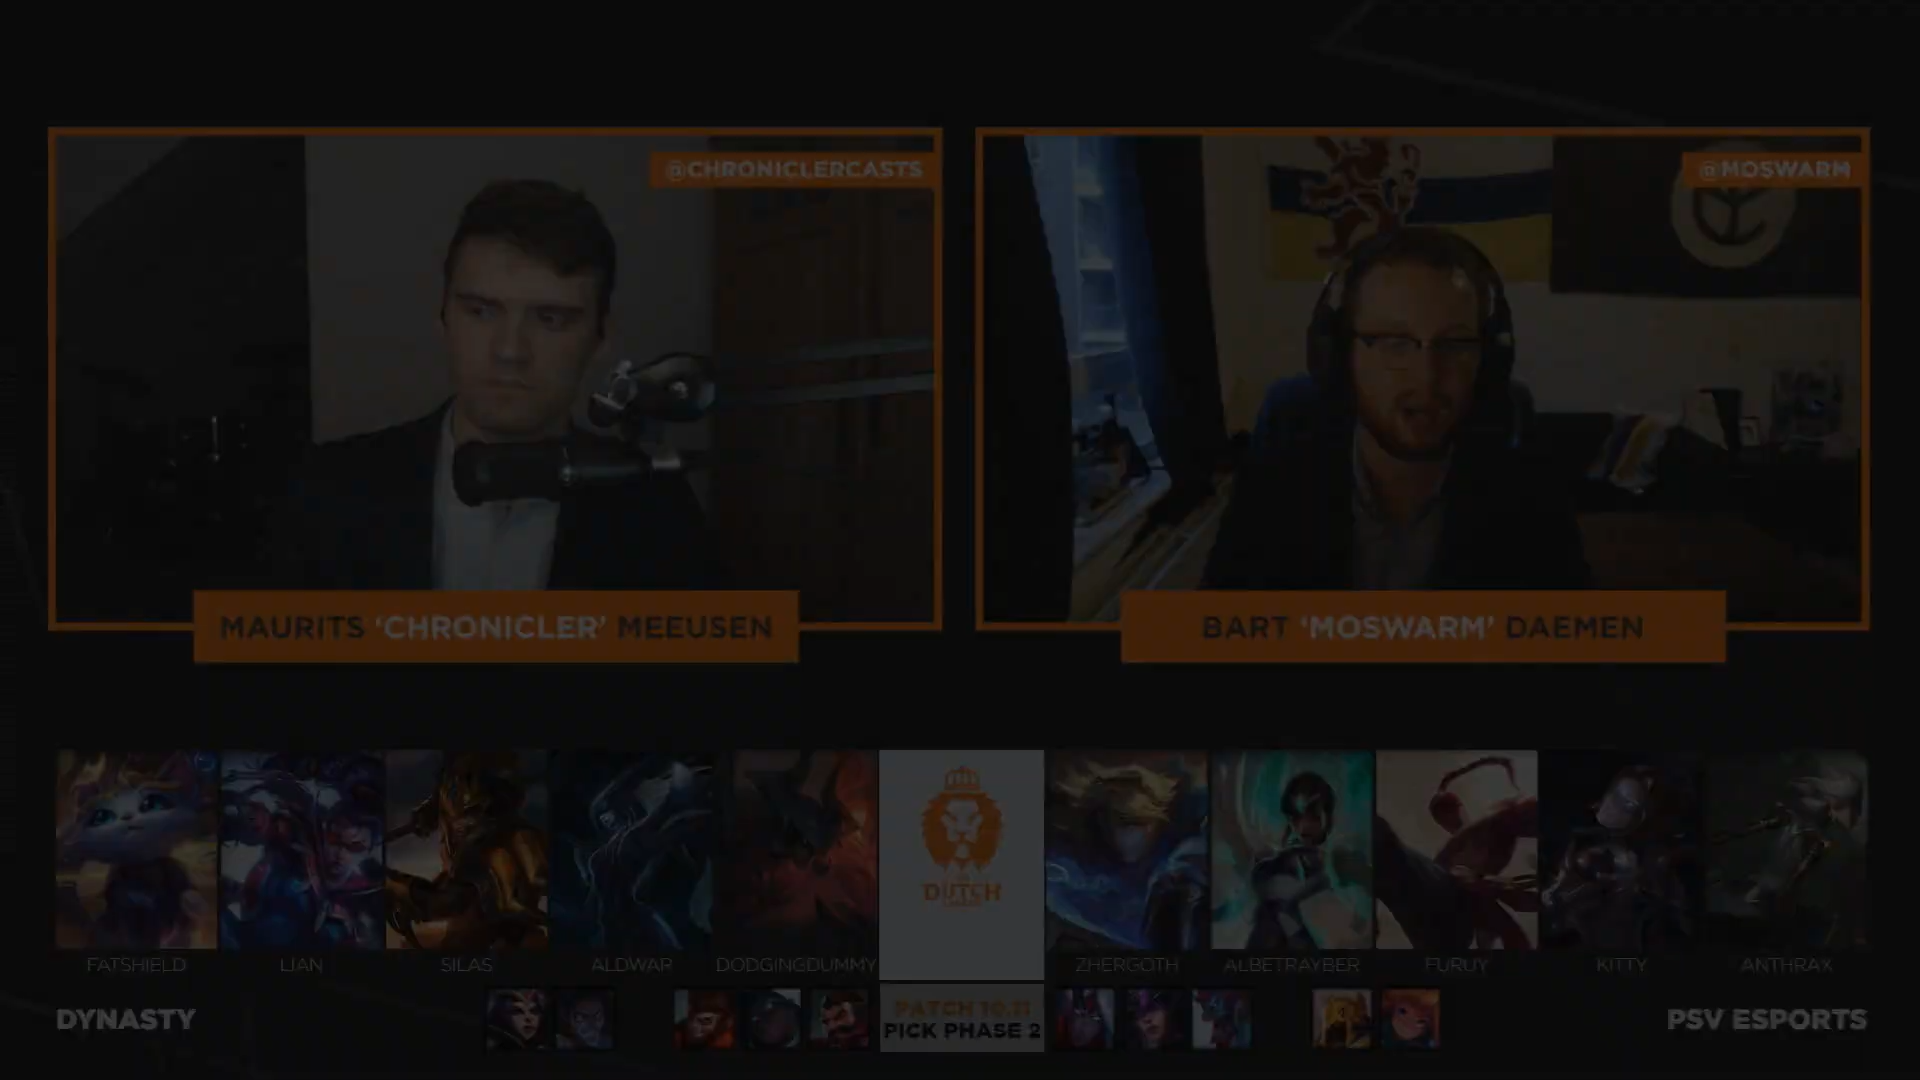 @CHRONICLERCASTS
@MOSWARM
MAURITS 'CHRONICLER' MEEUSEN
BART 'MOSWARM' DAEMEN
DUTCH
FATSHIELD
LIAN
SILAS
ALDWAR
DODGINGDUMMY
ZHERGOTH
ALBETRAYBER
FURUY
KITTY
ANTHRAX
DYNASTY
PATCH 10.11
PICK PHASE 2
PSV ESPORTS